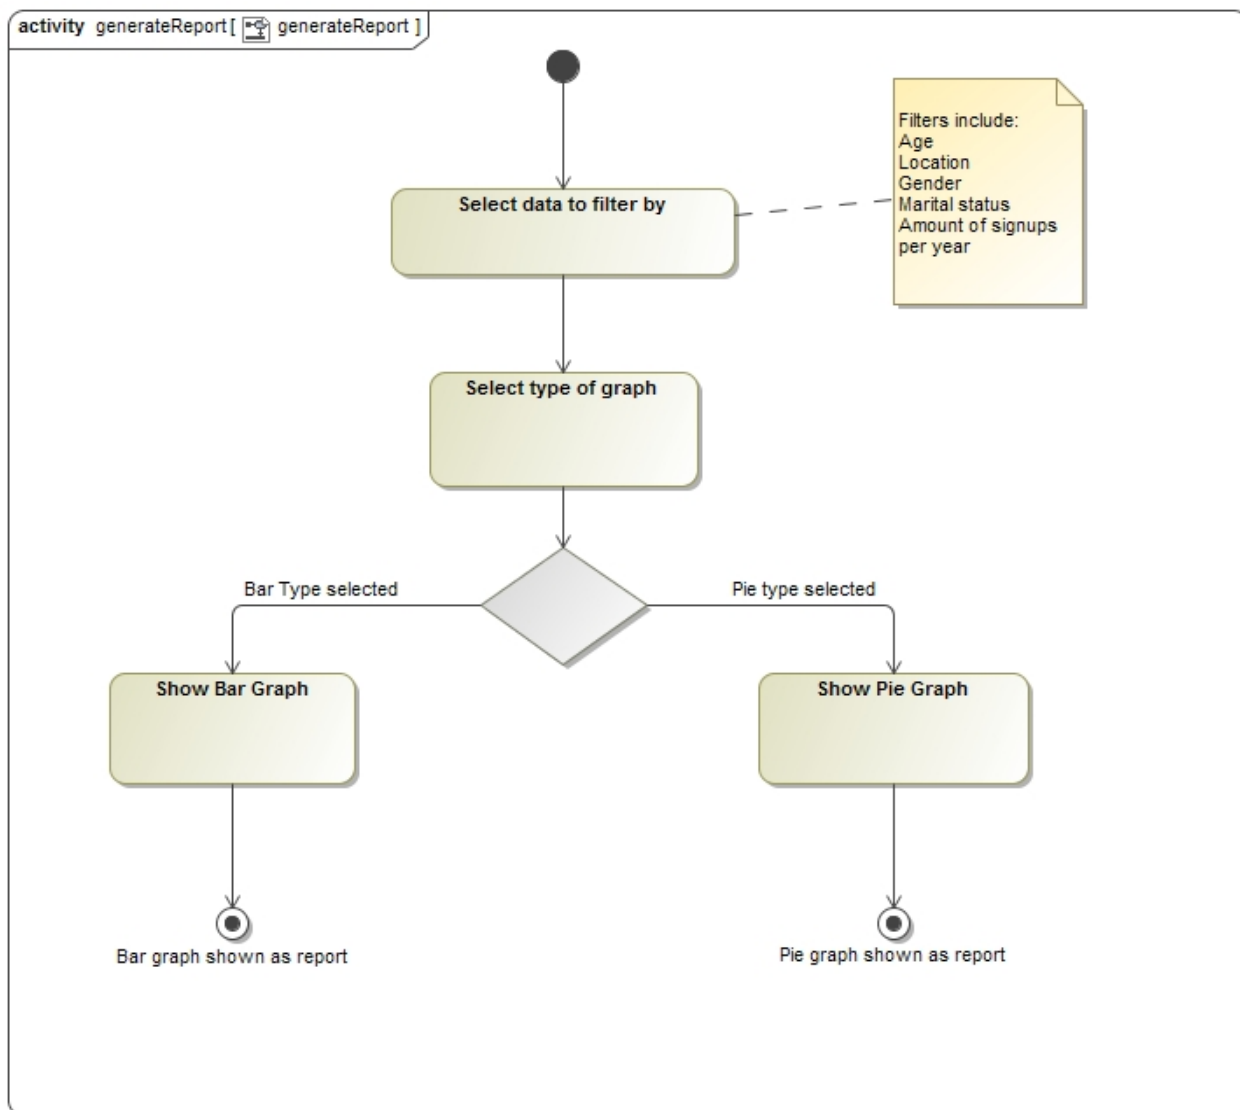 activity generateReport [ generateReport ]
Filters include:
Age
Location
Gender
Marital status
Amount of signups
per year
Select data to filter by
Select type of graph
Bar Type selected
Pie type selected
Show Bar Graph
Show Pie Graph
Bar graph shown as report
Pie graph shown as report